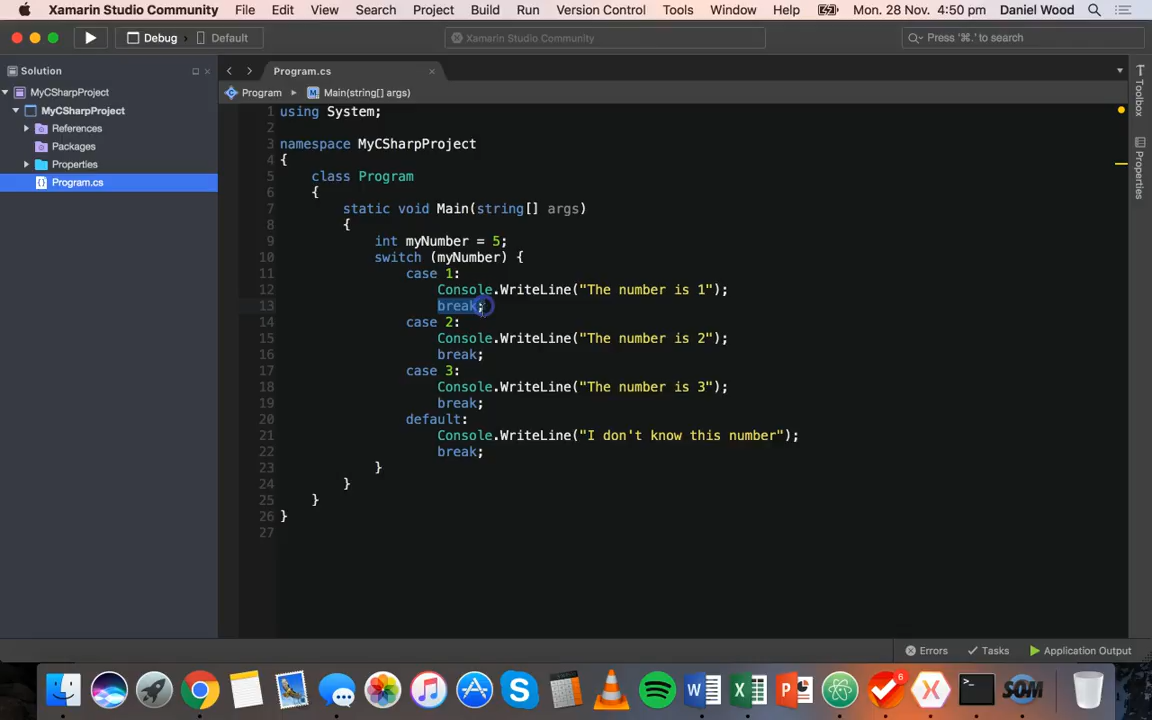 Xamarin Studio Community File Edit View Search Project Build Run Version Control Tools Window Help Mon. 28 Nov. 4:50 pm Daniel Wood
Debug Default Xamarin Studio Community Press '⌘.' to search
Solution
MyCSharpProject
MyCSharpProject
References
Packages
Properties
Program.cs
Program.cs
Program Main(string[] args)
1 using System;
2
3 namespace MyCSharpProject
4 {
5 class Program
6 {
7 static void Main(string[] args)
8 {
9 int myNumber = 5;
10 switch (myNumber) {
11 case 1:
12 Console.WriteLine("The number is 1");
13 break;
14 case 2:
15 Console.WriteLine("The number is 2");
16 break;
17 case 3:
18 Console.WriteLine("The number is 3");
19 break;
20 default:
21 Console.WriteLine("I don't know this number");
22 break;
23 }
24 }
25 }
26 }
27
Toolbox
Properties
Errors Tasks Application Output
6
SOM